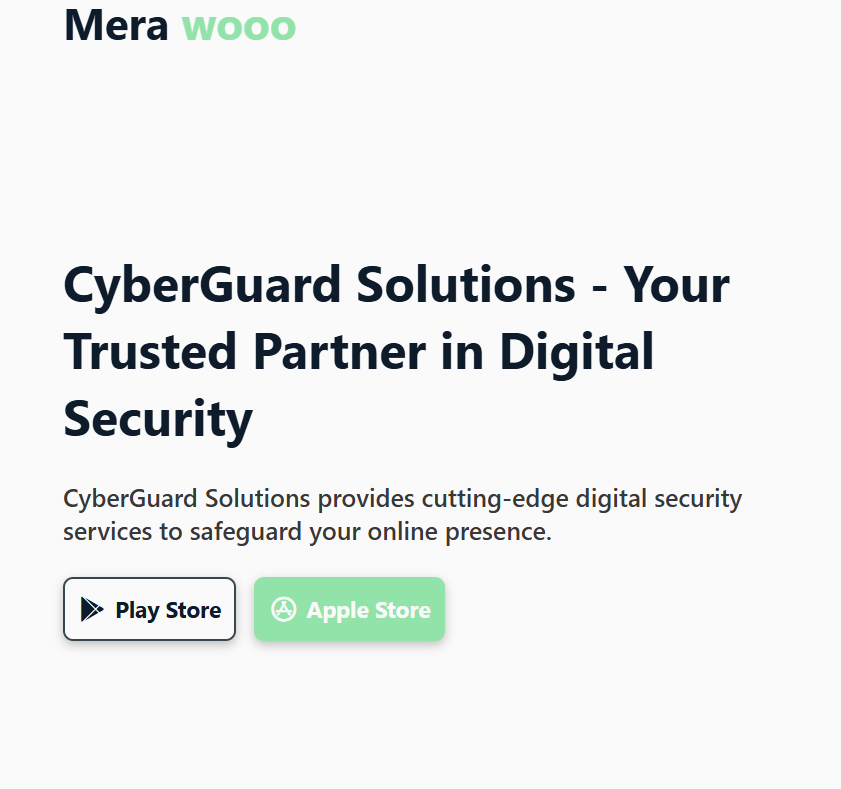 Mera wooo
CyberGuard Solutions - Your
Trusted Partner in Digital
Security
CyberGuard Solutions provides cutting-edge digital security
services to safeguard your online presence.
Play Store
Apple Store